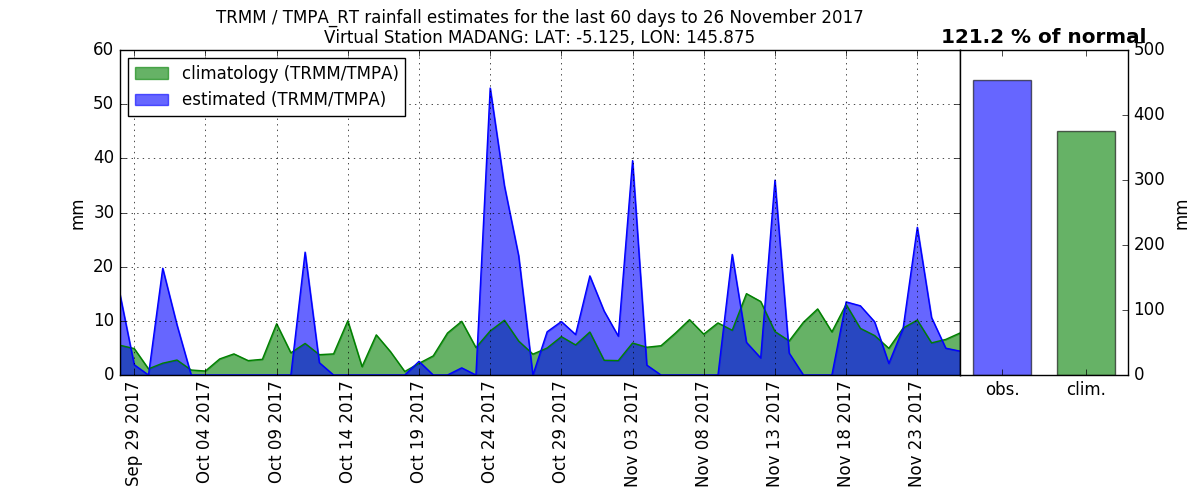 TRMM / TMPA_RT rainfall estimates for the last 60 days to 26 November 2017
Virtual Station MADANG: LAT: -5.125, LON: 145.875
121.2 % of normal
climatology (TRMM/TMPA)
estimated (TRMM/TMPA)
mm
60
50
40
30
20
10
0
Sep 29 2017
Oct 04 2017
Oct 09 2017
Oct 14 2017
Oct 19 2017
Oct 24 2017
Oct 29 2017
Nov 03 2017
Nov 08 2017
Nov 13 2017
Nov 18 2017
Nov 23 2017
500
400
300
200
100
0
mm
obs.
clim.